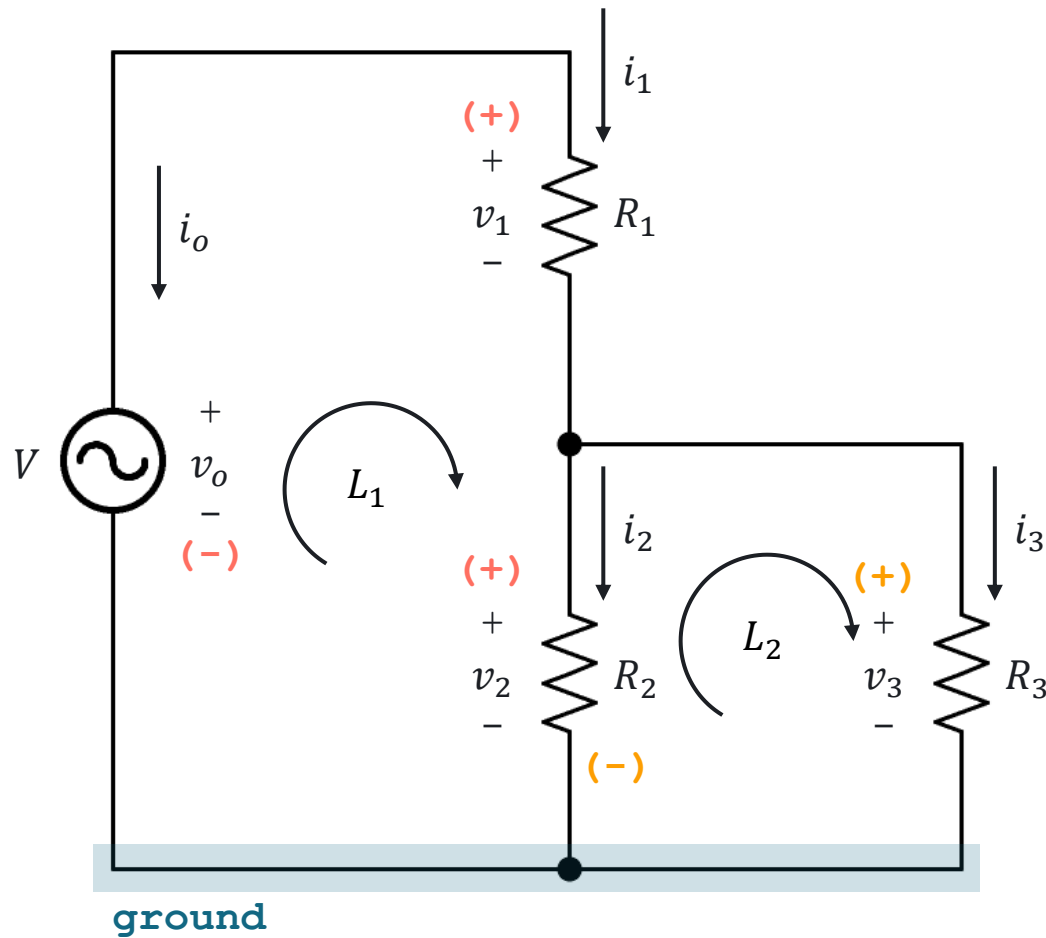 i₁
(+)
+
v₁
−
R₁
iₒ
+
V
vₒ
−
(-)
L₁
i₂
i₃
(+)
(+)
+
v₂
−
R₂
L₂
+
v₃
−
R₃
(-)
ground